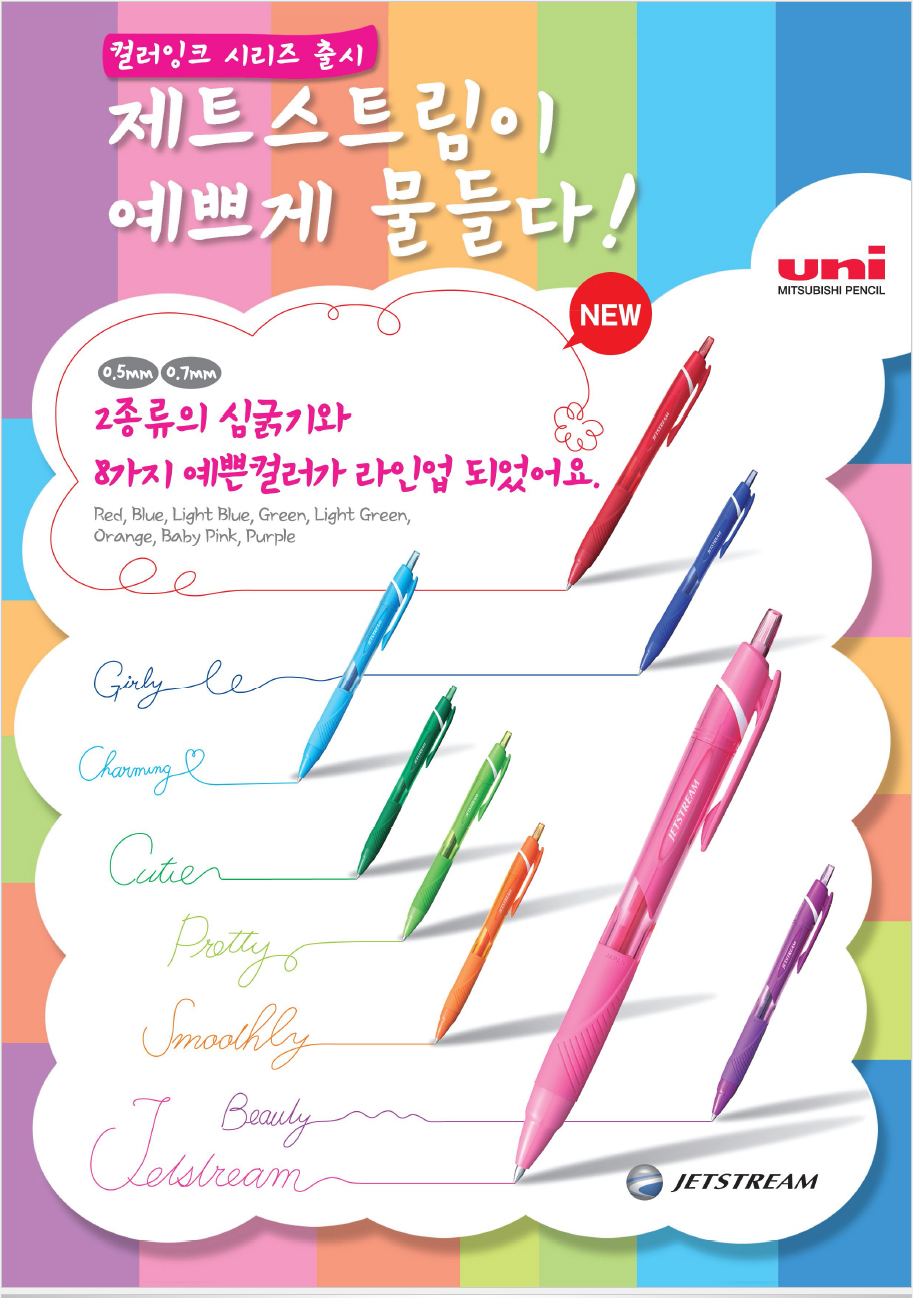 컬러잉크 시리즈 출시
제트스트림이
예쁘게 물들다!
uni
MITSUBISHI PENCIL
NEW
0.5mm 0.7mm
2종류의 심굵기와
8가지 예쁜컬러가 라인업 되었어요.
Red, Blue, Light Blue, Green, Light Green,
Orange, Baby Pink, Purple
Girly
Charming
Cutie
Pretty
Smoothly
Beauty
Jetstream
JETSTREAM
JETSTREAM